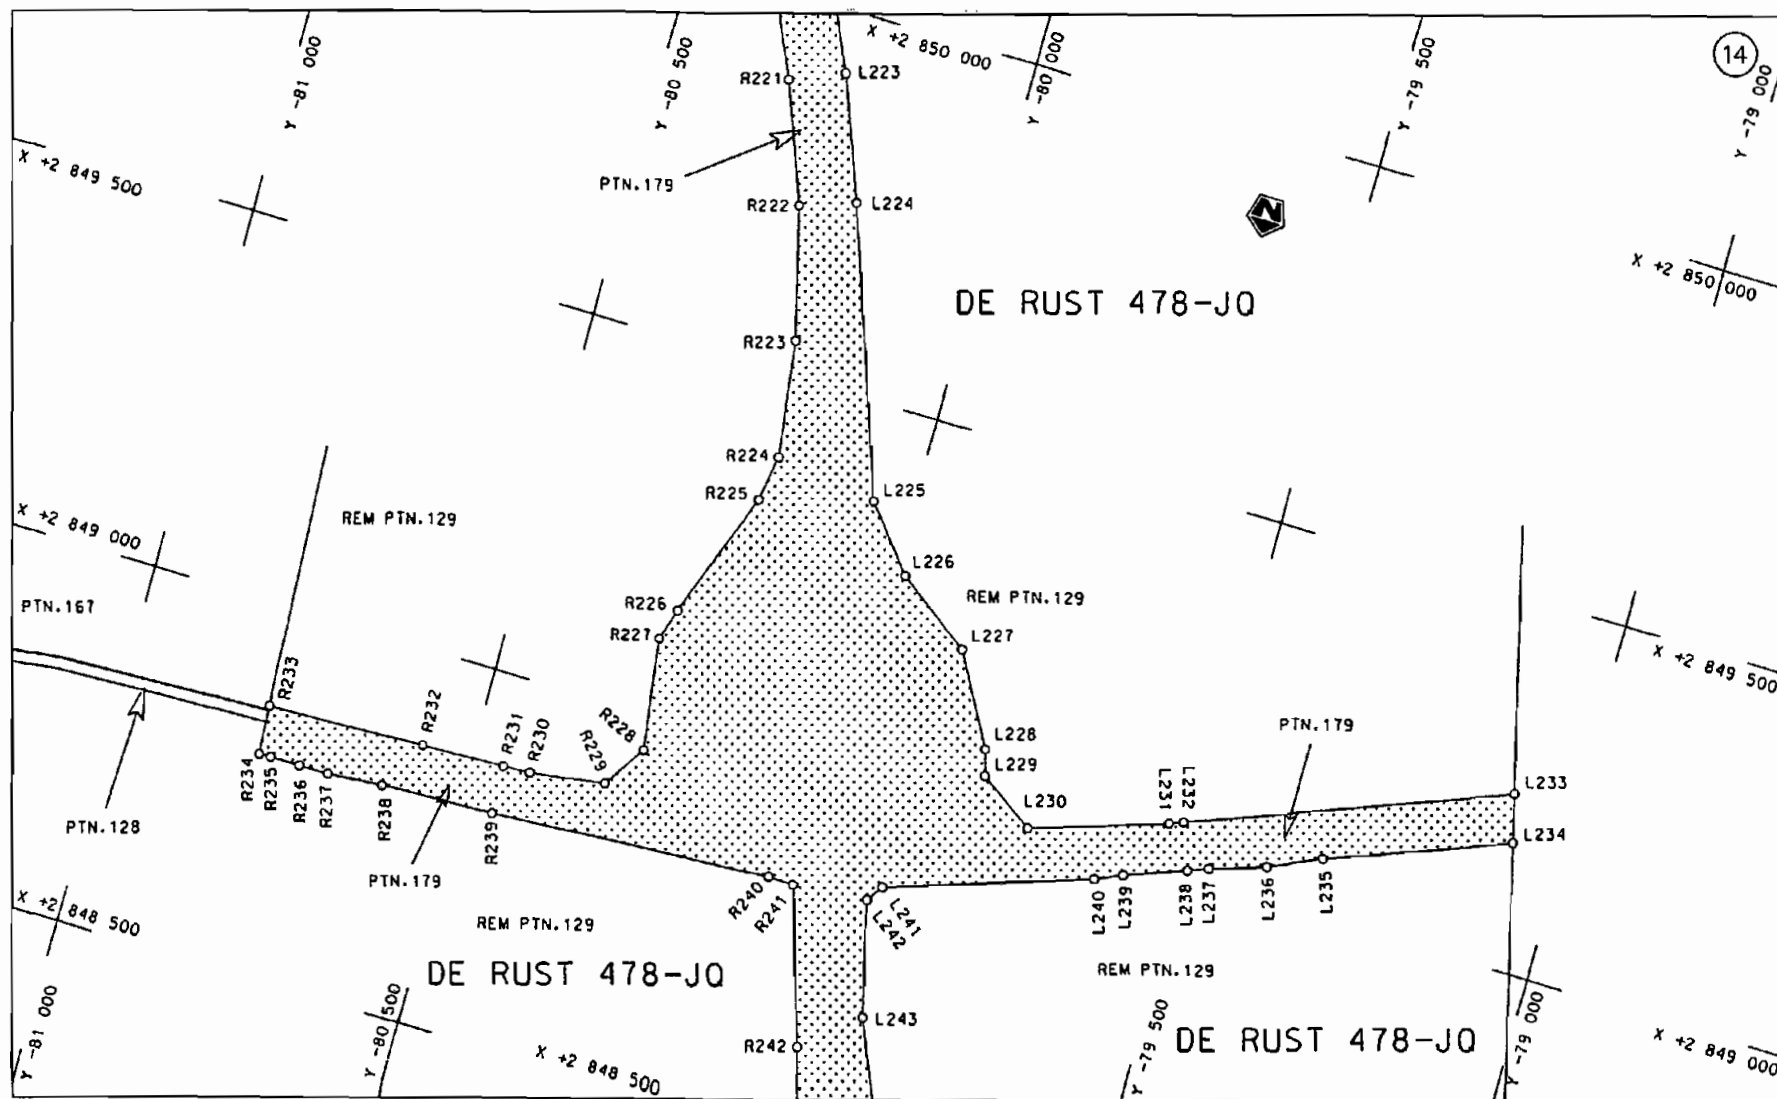 Y -81 000
Y -80 500
X +2 850 000
Y -80 000
Y -79 500
14
Y -79 000
R221
L223
X +2 849 500
PTN.179
R222
L224
N
X +2 850 000
DE RUST 478-JQ
R223
R224
R225
L225
X +2 849 000
REM PTN.129
L226
PTN.167
R226
REM PTN.129
R227
L227
X +2 849 500
R233
R232
R231
R230
R229
R228
L228
L229
PTN.179
L230
L231
L232
L233
R234
R235
R236
R237
R238
R239
PTN.128
L234
PTN.179
R240
R241
L241
L242
L240
L239
L238
L237
L236
L235
X +2 848 500
REM PTN.129
DE RUST 478-JQ
REM PTN.129
L243
R242
Y -81 000
Y -80 500
X +2 848 500
Y -79 500
DE RUST 478-JQ
Y -79 000
X +2 849 000